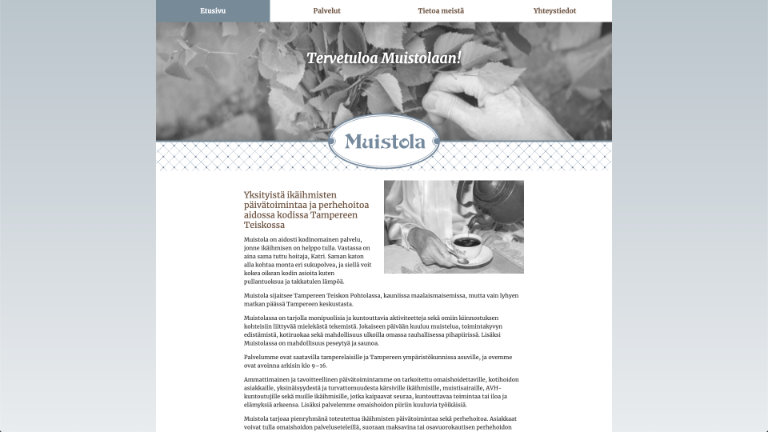 Etusivu
Palvelut
Tietoa meistä
Yhteystiedot
Tervetuloa Muistolaan!
Muistola
Yksityistä ikäihmisten
päivätoimintaa ja perhehoitoa
aidossa kodissa Tampereen
Teiskossa
Muistola on aidosti kodinomainen palvelu,
jonne ikäihmisen on helppo tulla. Vastassa on
aina sama tuttu hoitaja, Katri. Saman katon
alla kohtaa monta eri sukupolvea, ja siellä voit
kokea oikean kodin asioita kuten
pullantuoksua ja takkatulen lämpöä.
Muistola sijaitsee Tampereen Teiskon Pohtolassa, kauniissa maalaismaisemissa, mutta vain lyhyen
matkan päässä Tampereen keskustasta.
Muistolassa on tarjolla monipuolisia ja kuntouttavia aktiviteetteja sekä omiin kiinnostuksen
kohteisiin liittyvää mielekästä tekemistä. Jokaiseen päivään kuuluu muistelua, toimintakyvyn
edistämistä, kotiruokaa sekä mahdollisuus ulkoilla omassa rauhallisessa pihapiirissä. Lisäksi
Muistolassa on mahdollisuus peseytyä ja saunoa.
Palvelumme ovat saatavilla tamperelaisille ja Tampereen ympäristökunnissa asuville, ja ovemme
ovat avoinna arkisin klo 9–16.
Ammattimainen ja tavoitteellinen päivätoimintamme on tarkoitettu omaishoidettaville, kotihoidon
asiakkaille, yksinäisyydestä ja turvattomuudesta kärsiville ikäihmisille, muistisairaille, AVH-
kuntoutujille sekä muille ikäihmisille, jotka kaipaavat seuraa, kuntouttavaa toimintaa tai iloa ja
elämyksiä arkeensa. Lisäksi palvelemme omaishoidon piiriin kuuluvia työikäisiä.
Muistola tarjoaa pienryhmänä toteutettua ikäihmisten päivätoimintaa sekä perhehoitoa. Asiakkaat
voivat tulla omaishoidon palveluseteleillä, suoraan maksavina tai osavuorokautisen perhehoidon